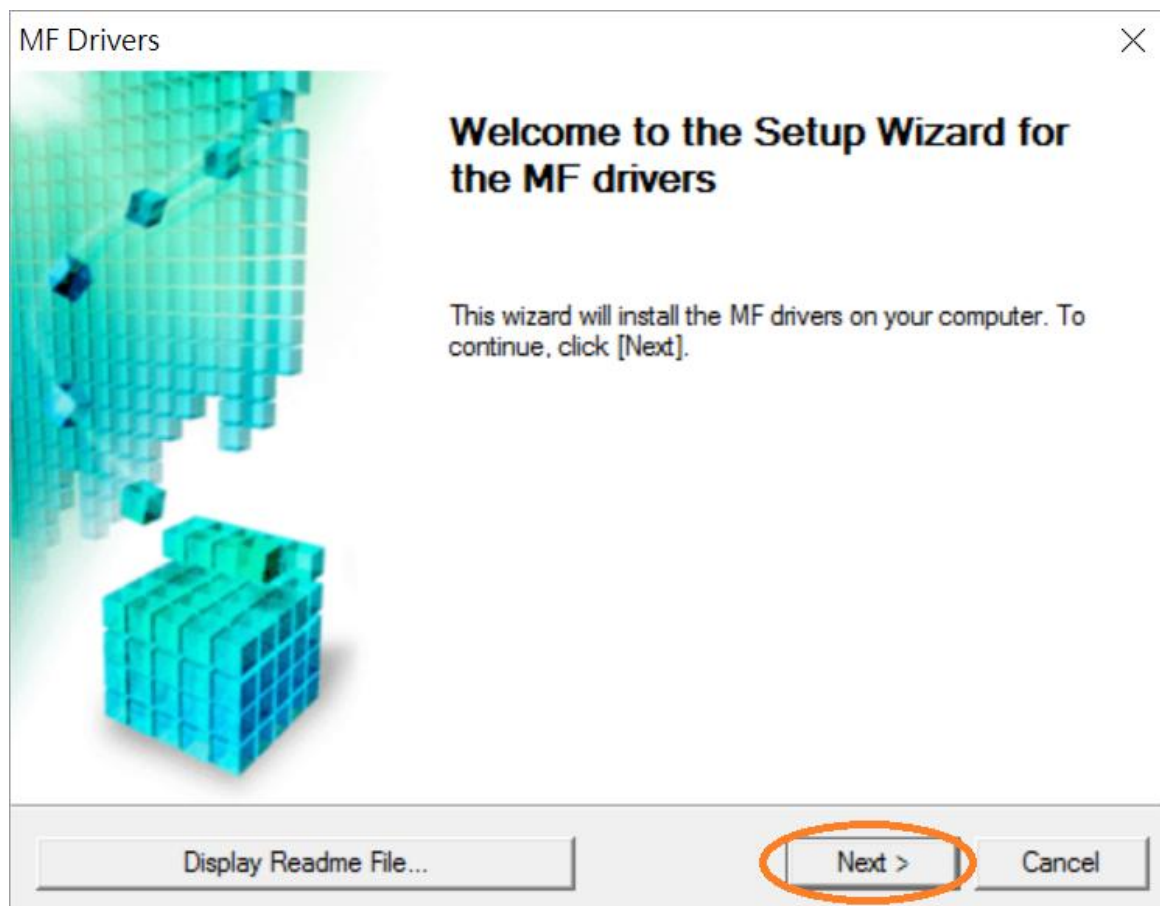 MF Drivers
Welcome to the Setup Wizard for
the MF drivers
This wizard will install the MF drivers on your computer. To
continue, click [Next].
Display Readme File...
Next >
Cancel